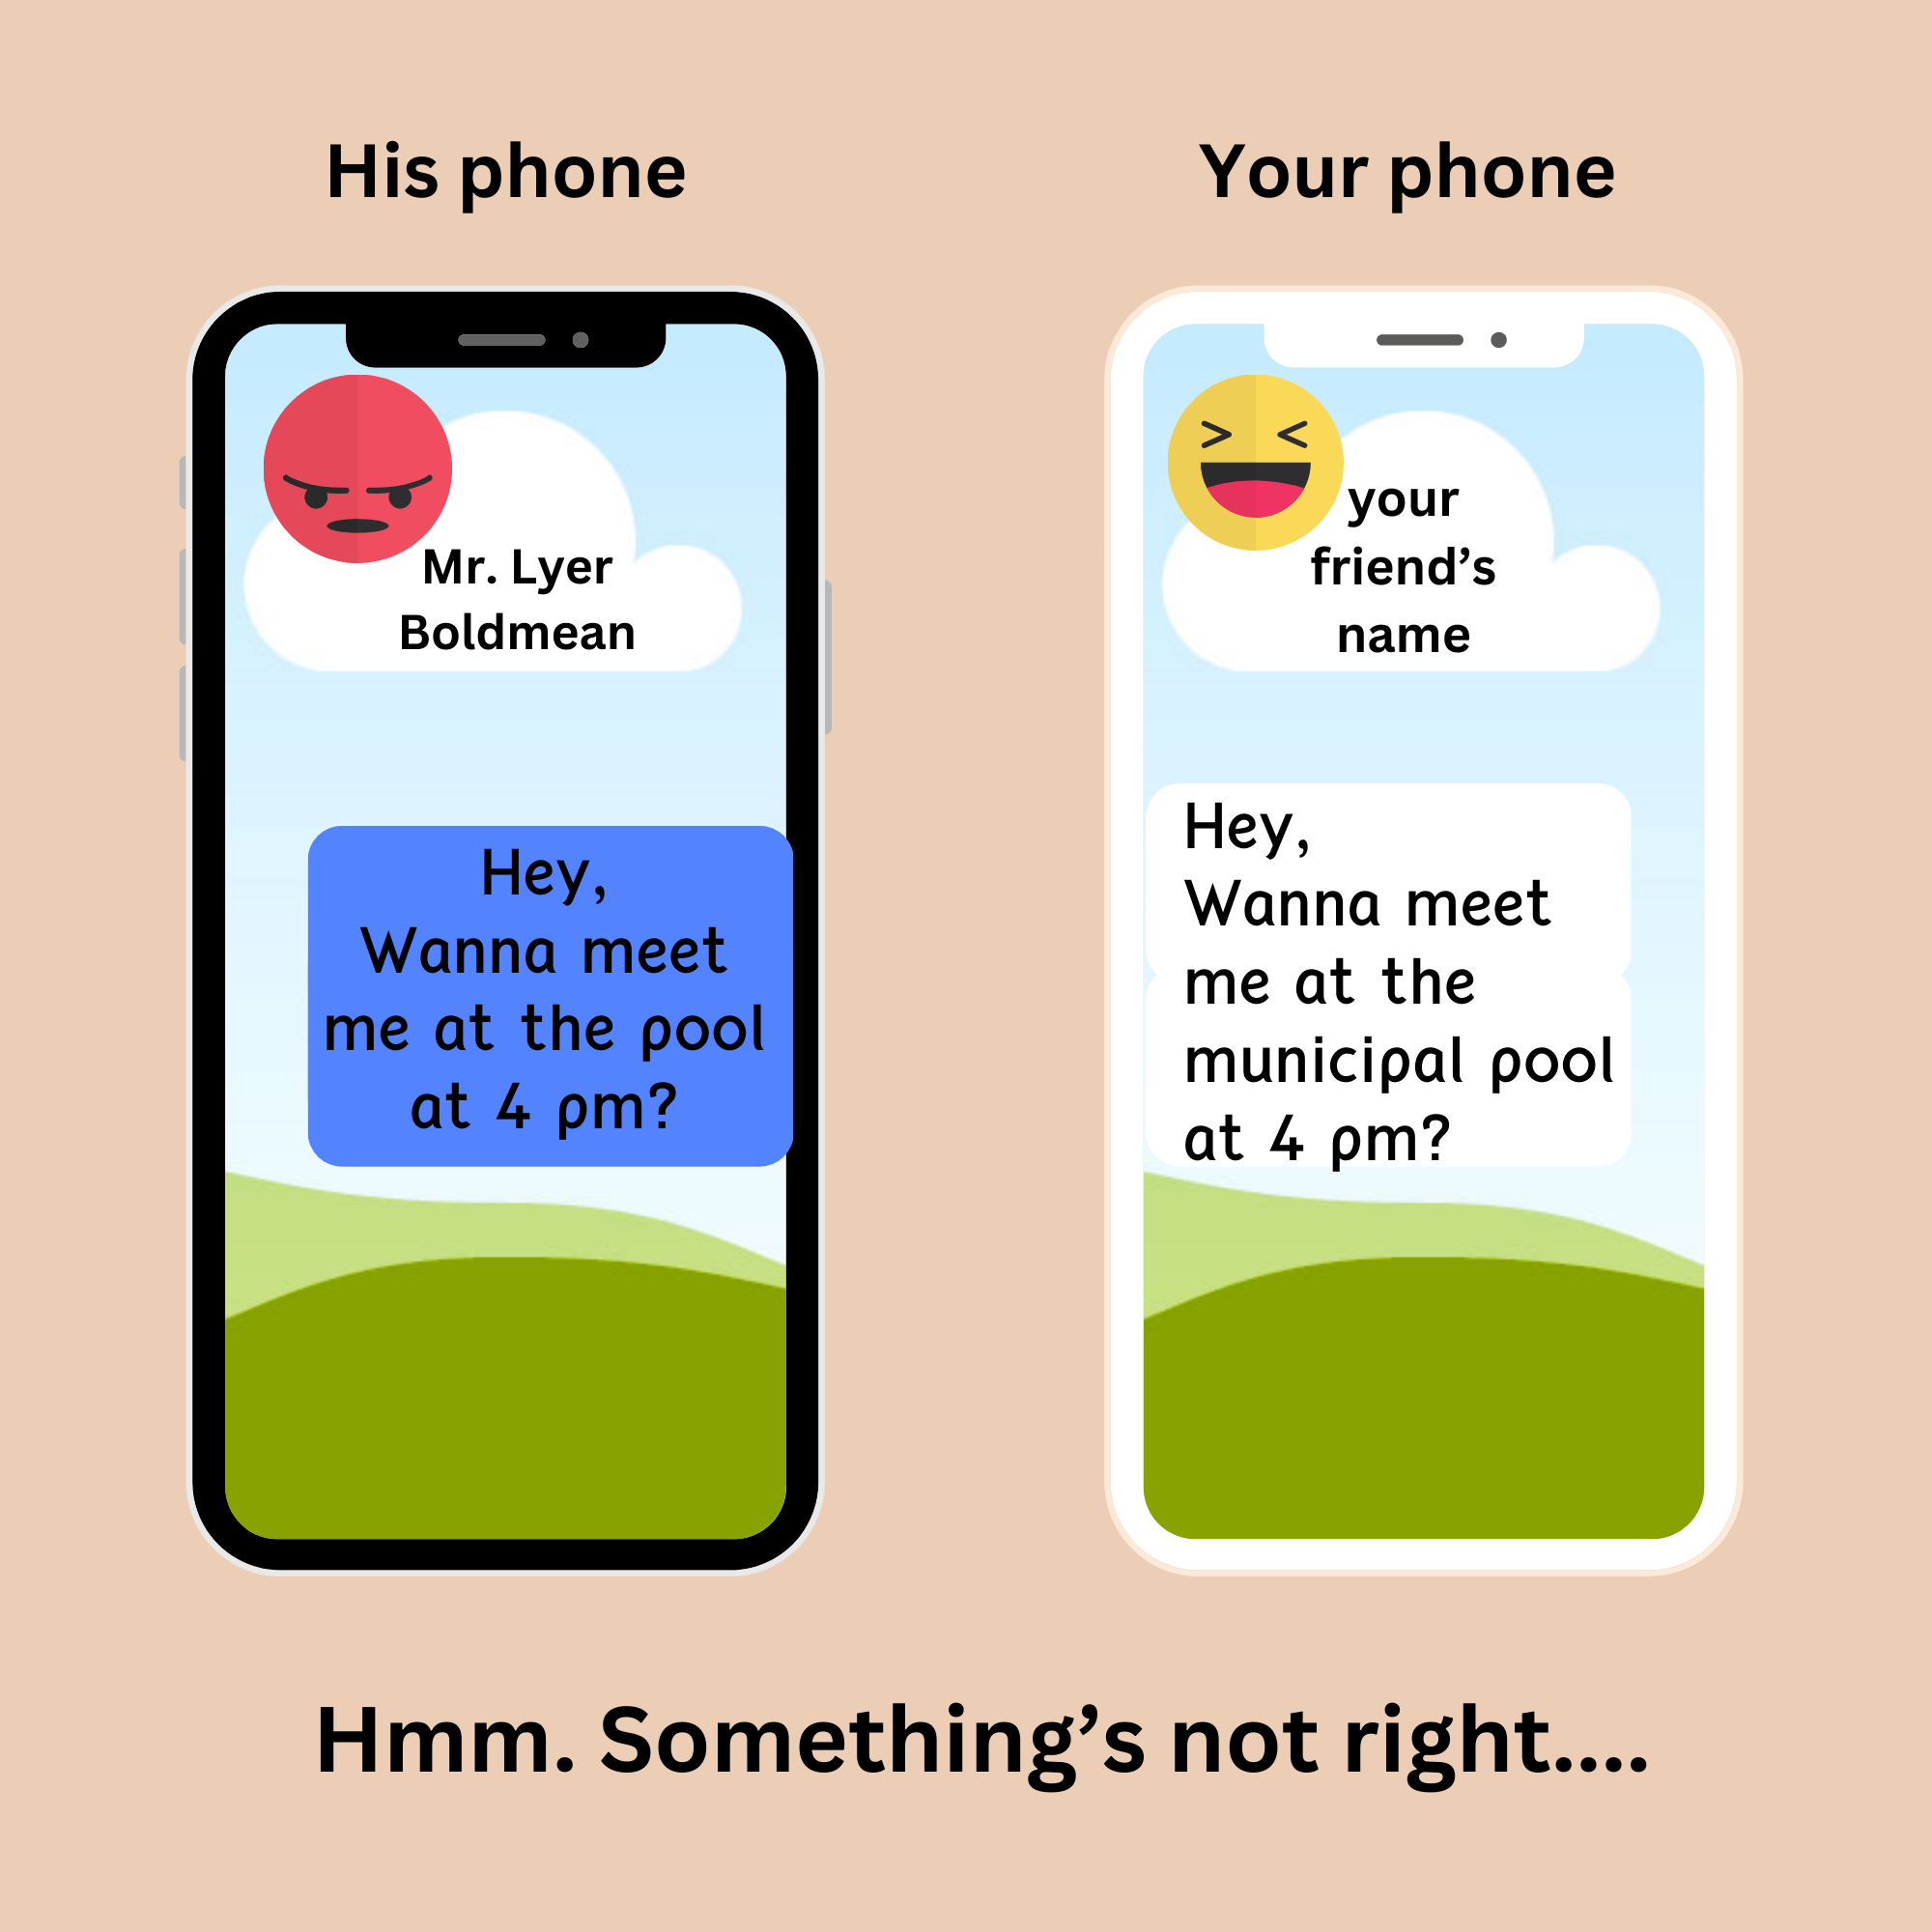 His phone
Mr. Lyer
Boldmean
Hey,
Wanna meet
me at the pool
at 4 pm?
Your phone
your
friend’s
name
Hey,
Wanna meet
me at the
municipal pool
at 4 pm?
Hmm. Something’s not right....